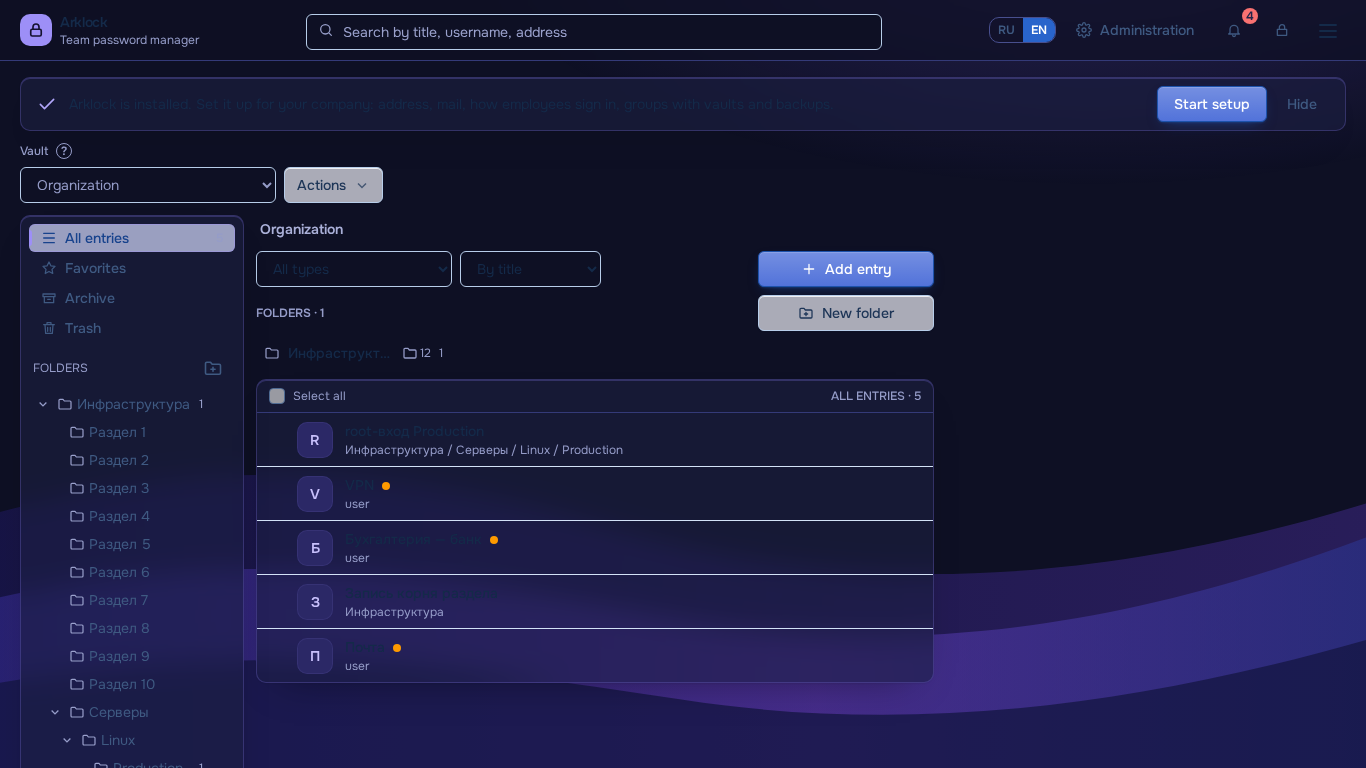 Arklock
Team password manager
Search by title, username, address
RU EN
Administration
4
Arklock is installed. Set it up for your company: address, mail, how employees sign in, groups with vaults and backups.
Start setup
Hide
Vault ?
Organization
Actions
All entries
Favorites
Archive
Trash
FOLDERS
Инфраструктура 1
Раздел 1
Раздел 2
Раздел 3
Раздел 4
Раздел 5
Раздел 6
Раздел 7
Раздел 8
Раздел 9
Раздел 10
Серверы
Linux
Production 1
Organization
All types
By title
Add entry
FOLDERS · 1
New folder
Инфраструкт... 12 1
Select all
ALL ENTRIES · 5
R
root-вход Production
Инфраструктура / Серверы / Linux / Production
V
VPN
user
Б
Бухгалтерия — банк
user
З
Инфраструктура
П
user